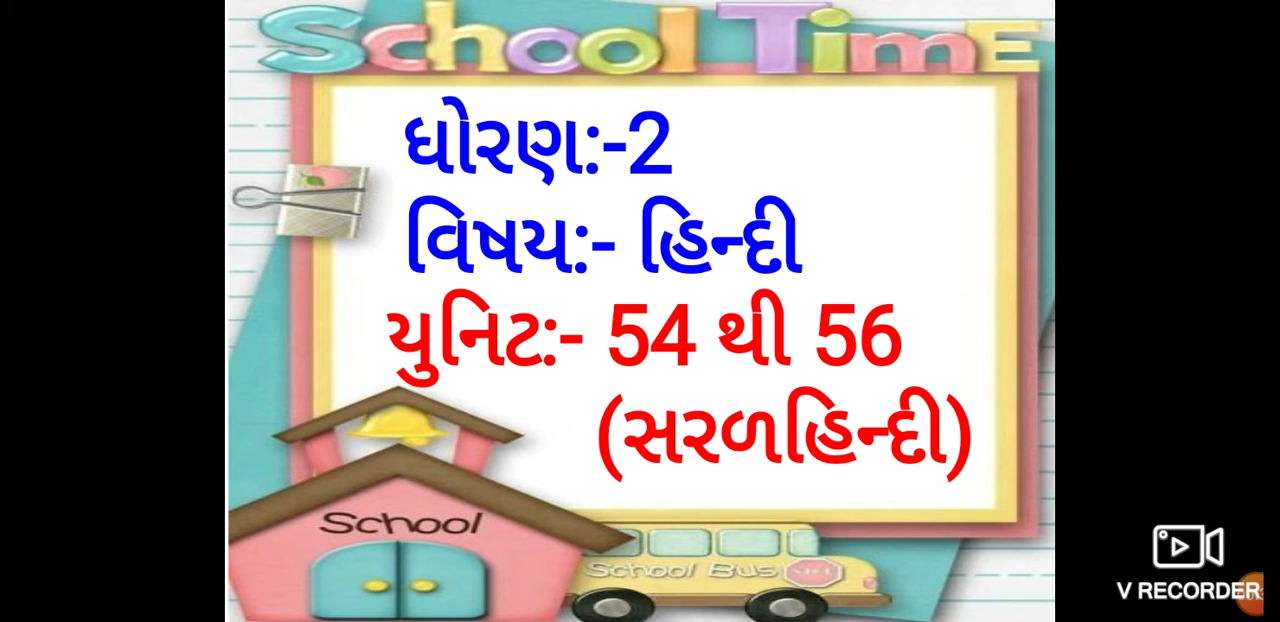 School Time
ધોરણ:-2
વિષય:- હિન્દી
યુનિટ:- 54 થી 56
(સરળહિન્દી)
School
School Bus
V RECORDER